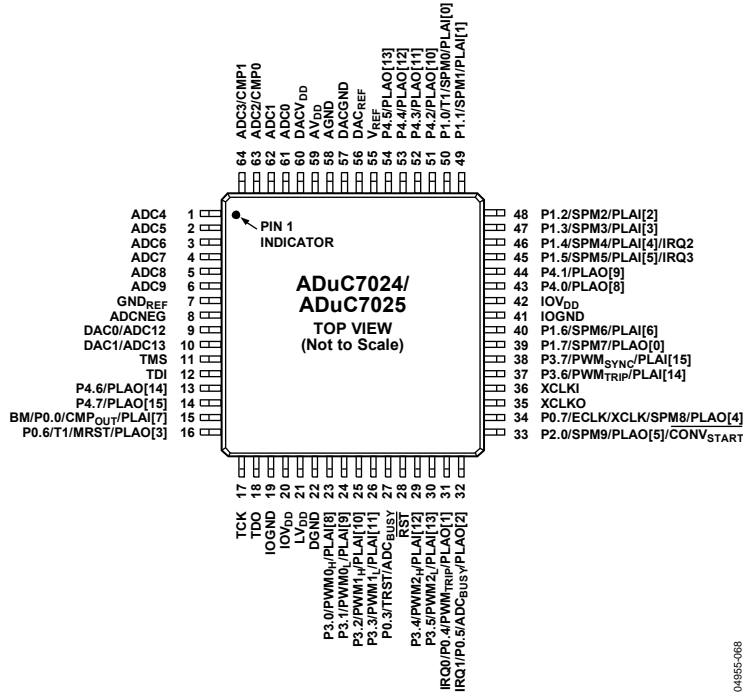 64 ADC3/CMP1
63 ADC2/CMP0
62 ADC1
61 ADC0
60 DACVDD
59 AVDD
58 AGND
57 DACGND
56 DACREF
55 VREF
54 P4.5/PLAO[13]
53 P4.4/PLAO[12]
52 P4.3/PLAO[11]
51 P4.2/PLAO[10]
50 P1.0/T1/SPM0/PLAI[0]
49 P1.1/SPM1/PLAI[1]
ADC4 1
ADC5 2
ADC6 3
ADC7 4
ADC8 5
ADC9 6
GNDREF 7
ADCNEG 8
DAC0/ADC12 9
DAC1/ADC13 10
TMS 11
TDI 12
P4.6/PLAO[14] 13
P4.7/PLAO[15] 14
BM/P0.0/CMPOUT/PLAI[7] 15
P0.6/T1/MRST/PLAO[3] 16
PIN 1
INDICATOR
ADuC7024/
ADuC7025
TOP VIEW
(Not to Scale)
48 P1.2/SPM2/PLAI[2]
47 P1.3/SPM3/PLAI[3]
46 P1.4/SPM4/PLAI[4]/IRQ2
45 P1.5/SPM5/PLAI[5]/IRQ3
44 P4.1/PLAO[9]
43 P4.0/PLAO[8]
42 IOVDD
41 IOGND
40 P1.6/SPM6/PLAI[6]
39 P1.7/SPM7/PLAO[0]
38 P3.7/PWMSYNC/PLAI[15]
37 P3.6/PWMTRIP/PLAI[14]
36 XCLKI
35 XCLKO
34 P0.7/ECLK/XCLK/SPM8/PLAO[4]
33 P2.0/SPM9/PLAO[5]/CONVSTART
TCK 17
TDO 18
IOGND 19
IOVDD 20
LVDD 21
DGND 22
P3.0/PWM0H/PLAI[8] 23
P3.1/PWM0L/PLAI[9] 24
P3.2/PWM1H/PLAI[10] 25
P3.3/PWM1L/PLAI[11] 26
P0.3/TRST/ADCBUSY 27
RST 28
P3.4/PWM2H/PLAI[12] 29
P3.5/PWM2L/PLAI[13] 30
IRQ0/P0.4/PWMTRIP/PLAO[1] 31
IRQ1/P0.5/ADCBUSY/PLAO[2] 32
04955-068